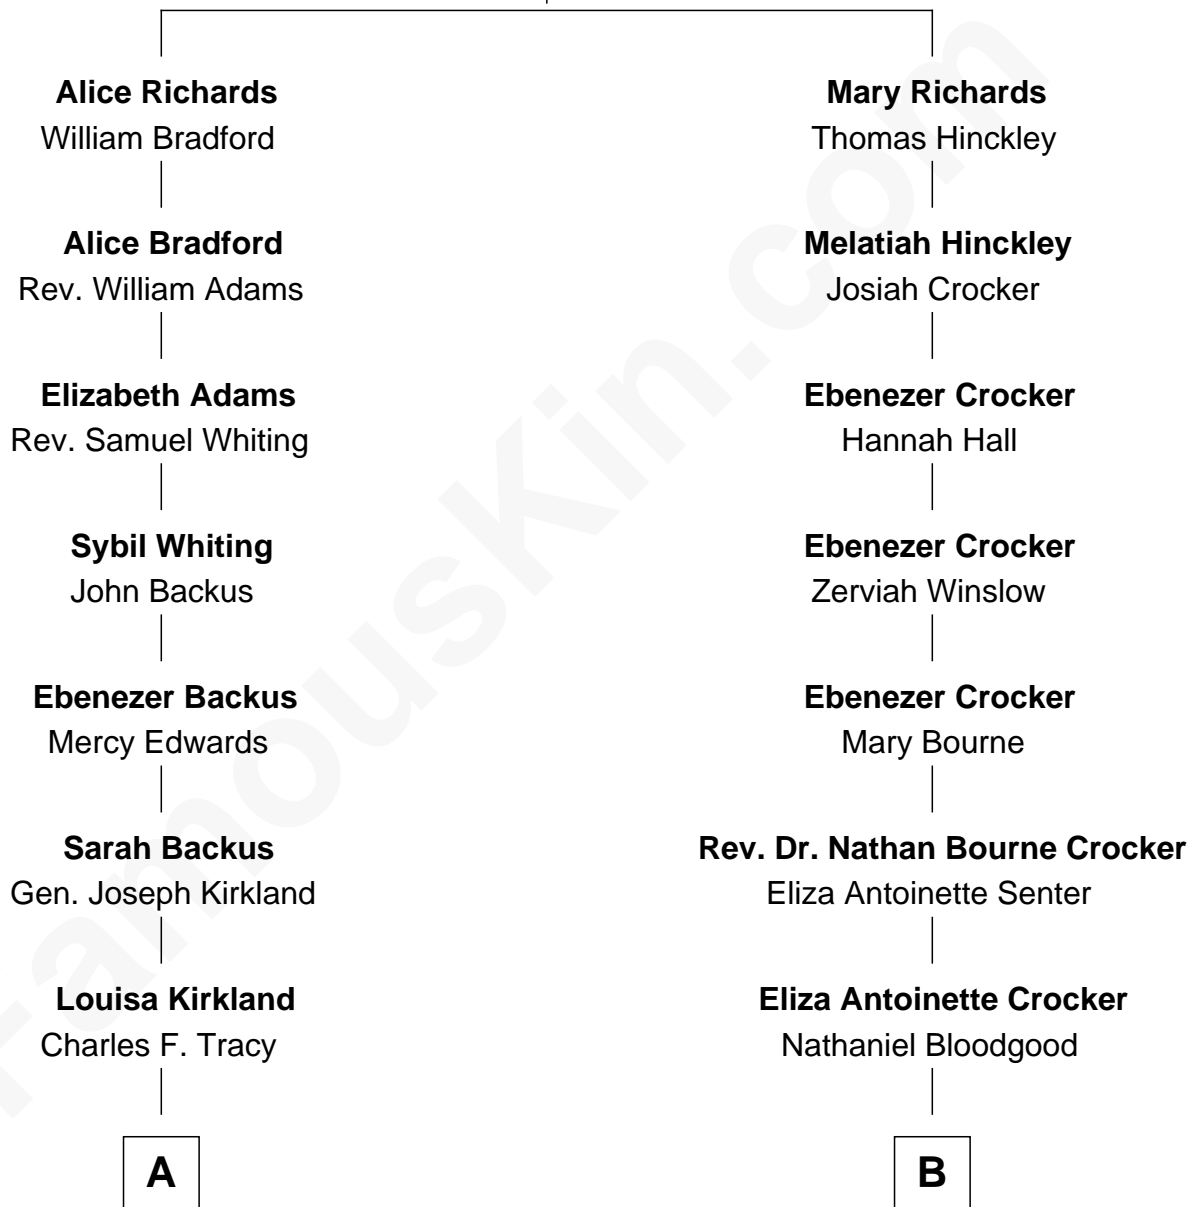 Alice Richards
William Bradford
Alice Bradford
Rev. William Adams
Elizabeth Adams
Rev. Samuel Whiting
Sybil Whiting
John Backus
Ebenezer Backus
Mercy Edwards
Sarah Backus
Gen. Joseph Kirkland
Louisa Kirkland
Charles F. Tracy
A
Mary Richards
Thomas Hinckley
Melatiah Hinckley
Josiah Crocker
Ebenezer Crocker
Hannah Hall
Ebenezer Crocker
Zerviah Winslow
Ebenezer Crocker
Mary Bourne
Rev. Dr. Nathan Bourne Crocker
Eliza Antoinette Senter
Eliza Antoinette Crocker
Nathaniel Bloodgood
B
FamousKin.com